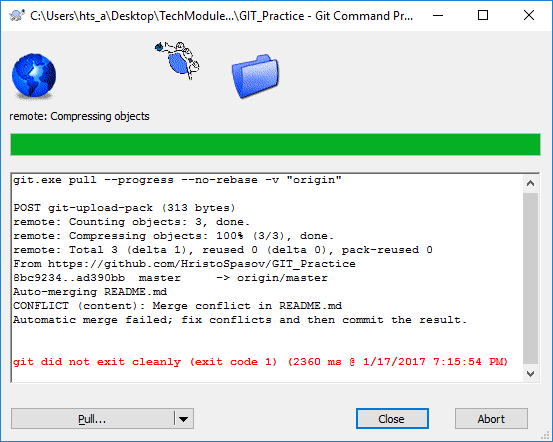 C:\Users\hts_a\Desktop\TechModule...\GIT_Practice - Git Command Pr...
remote: Compressing objects
git.exe pull --progress --no-rebase -v "origin"
POST git-upload-pack (313 bytes)
remote: Counting objects: 3, done.
remote: Compressing objects: 100% (3/3), done.
remote: Total 3 (delta 1), reused 0 (delta 0), pack-reused 0
From https://github.com/HristoSpasov/GIT_Practice
8bc9234..ad390bb  master     -> origin/master
Auto-merging README.md
CONFLICT (content): Merge conflict in README.md
Automatic merge failed; fix conflicts and then commit the result.
git did not exit cleanly (exit code 1) (2360 ms @ 1/17/2017 7:15:54 PM)
Pull...
Close
Abort